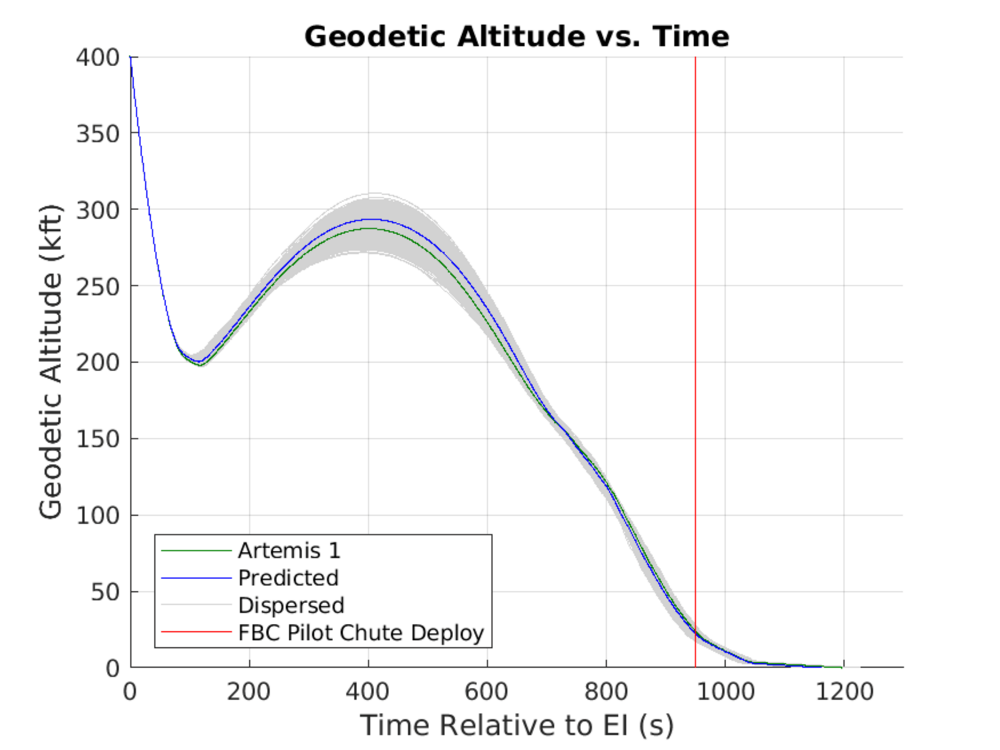 Geodetic Altitude vs. Time
Geodetic Altitude (kft)
400
350
300
250
200
150
100
50
0
Artemis 1
Predicted
Dispersed
FBC Pilot Chute Deploy
0 200 400 600 800 1000 1200
Time Relative to EI (s)